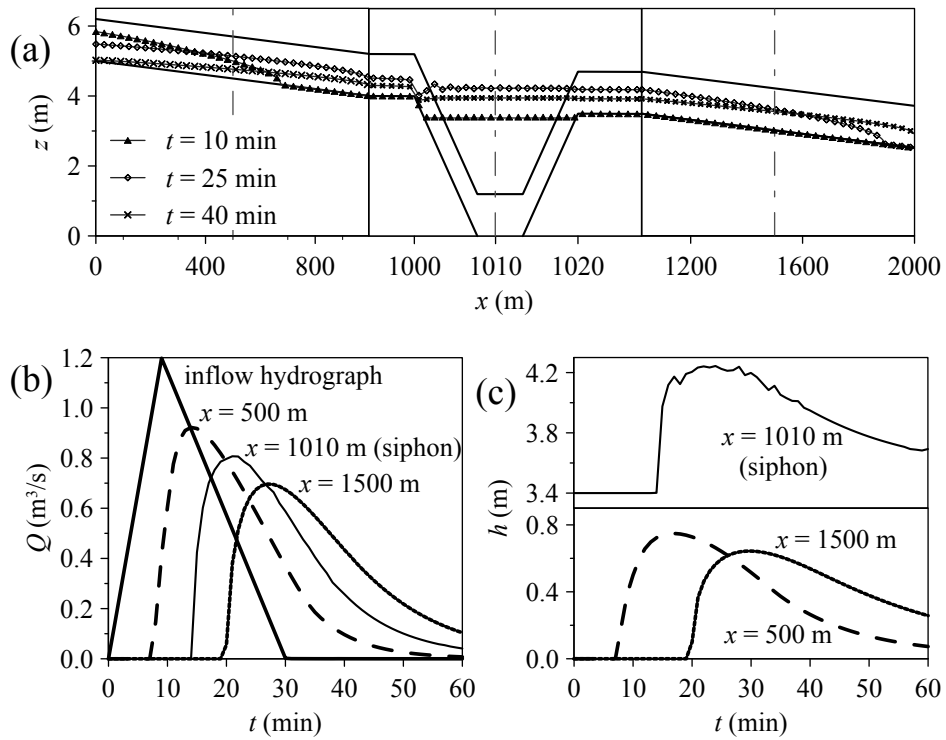 (a)
z (m)
6
4
2
0
t = 10 min
t = 25 min
t = 40 min
0 400 800 1000 1010 1020 1200 1600 2000
x (m)
(b)
Q (m³/s)
1.2
1.0
0.8
0.6
0.4
0.2
0.0
inflow hydrograph
x = 500 m
x = 1010 m (siphon)
x = 1500 m
0 10 20 30 40 50 60
t (min)
(c)
h (m)
4.2
3.8
3.4
x = 1010 m
(siphon)
0.8
0.4
0.0
x = 1500 m
x = 500 m
0 10 20 30 40 50 60
t (min)